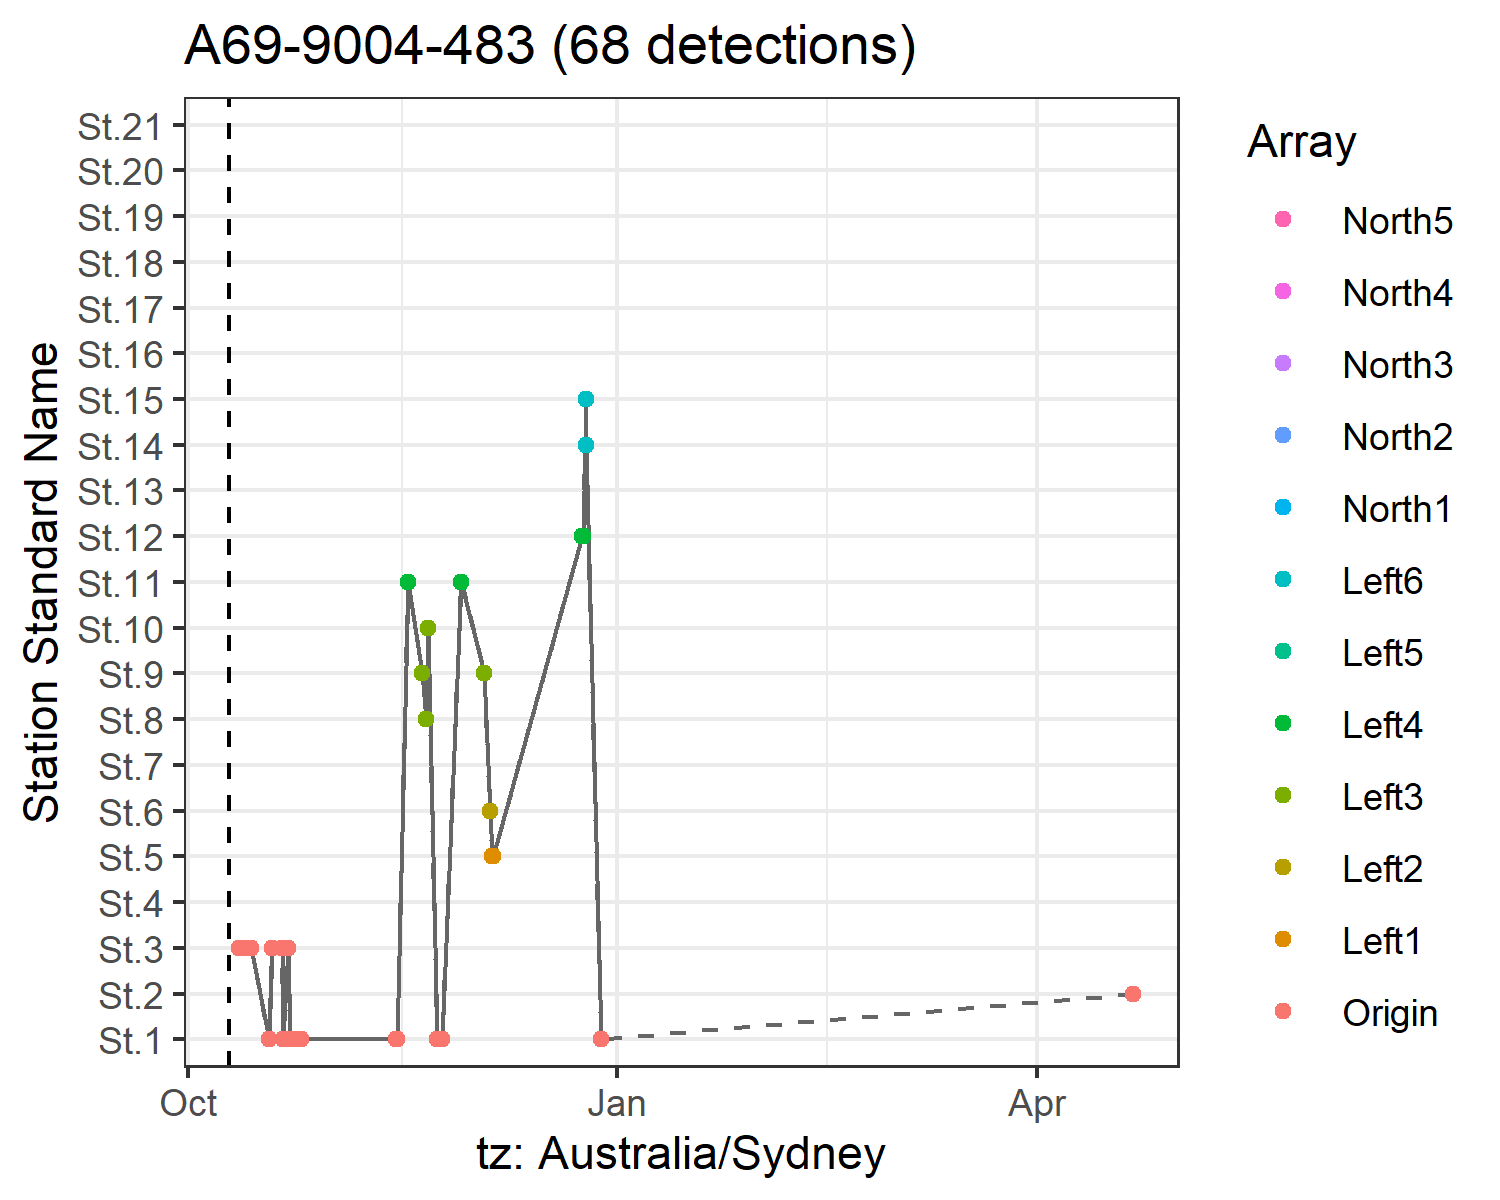 A69-9004-483 (68 detections)
Station Standard Name
St.21
St.20
St.19
St.18
St.17
St.16
St.15
St.14
St.13
St.12
St.11
St.10
St.9
St.8
St.7
St.6
St.5
St.4
St.3
St.2
St.1
Oct
Jan
Apr
tz: Australia/Sydney
Array
North5
North4
North3
North2
North1
Left6
Left5
Left4
Left3
Left2
Left1
Origin